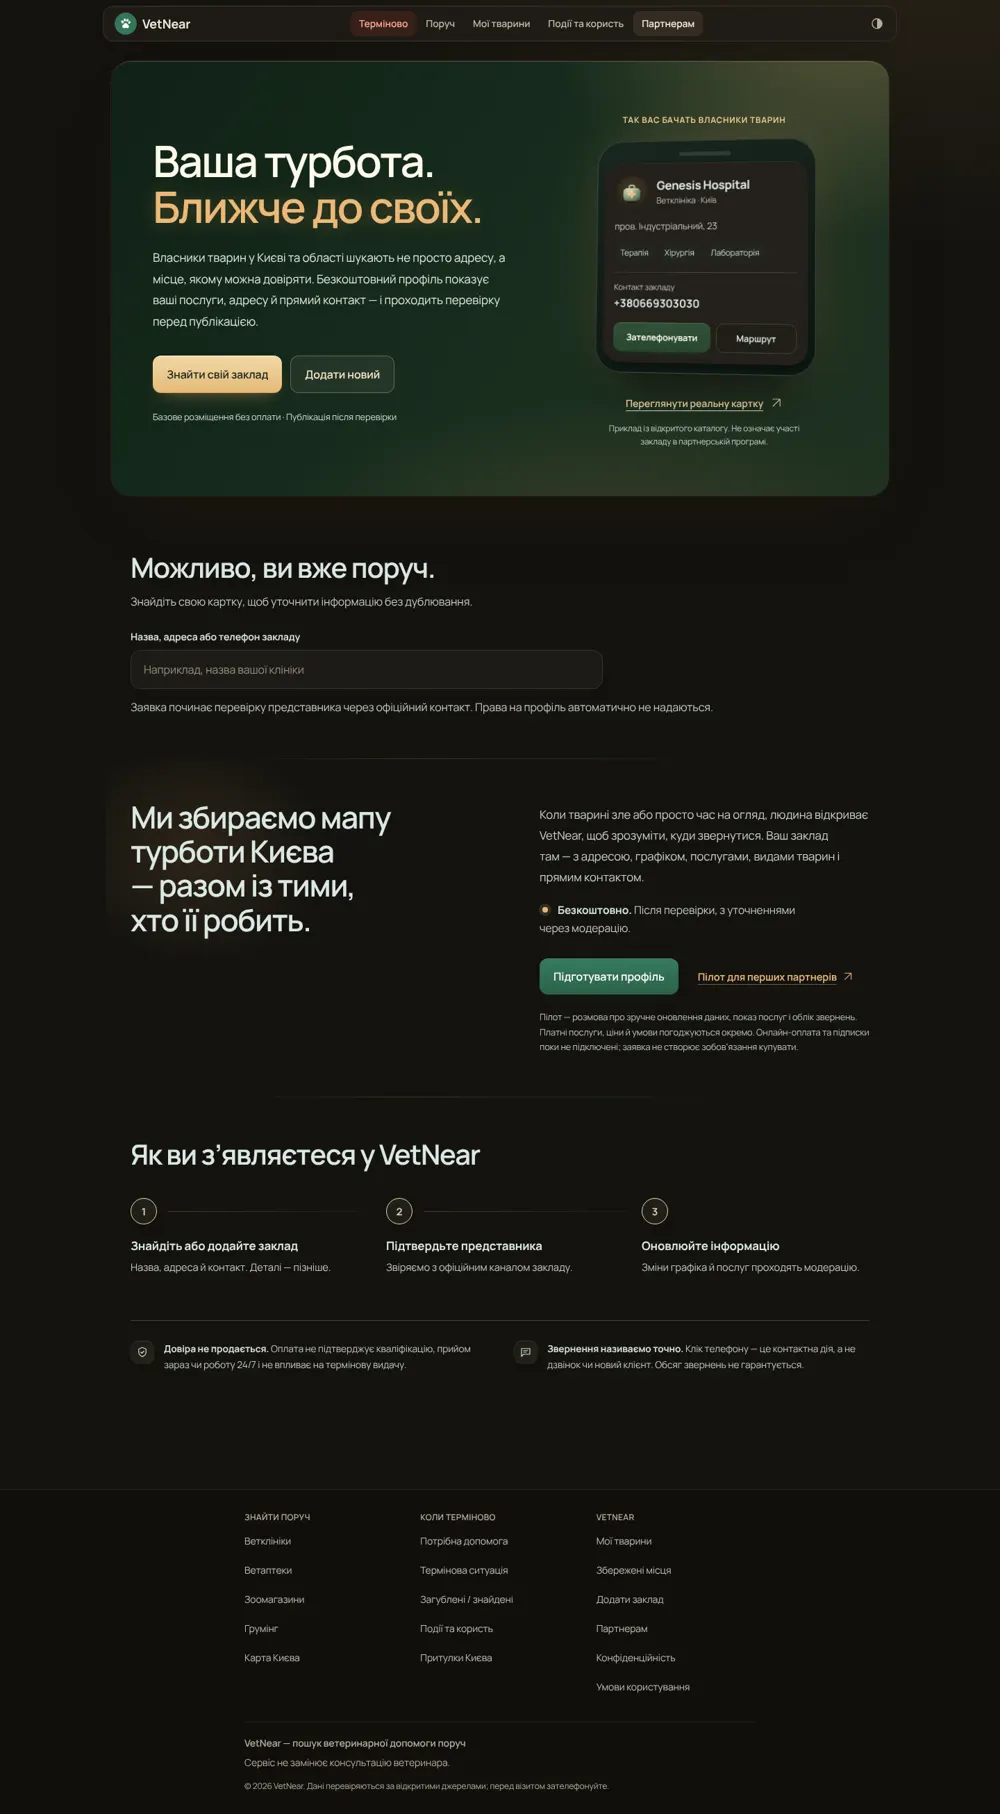 VetNear
Терміново
Поруч
Мої тварини
Події та користь
Партнерам
Ваша турбота.
Ближче до своїх.
Власники тварин у Києві та області шукають не просто адресу, а
місце, якому можна довіряти. Безкоштовний профіль показує
ваші послуги, адресу й прямий контакт — і проходить перевірку
перед публікацією.
Знайти свій заклад
Додати новий
Базове розміщення без оплати · Публікація після перевірки
ТАК ВАС БАЧАТЬ ВЛАСНИКИ ТВАРИН
Genesis Hospital
Ветклініка · Київ
пров. Індустріальний, 23
Терапія
Хірургія
Лабораторія
Контакт закладу
+380669303030
Зателефонувати
Маршрут
Переглянути реальну картку
Приклад із відкритого каталогу. Не означає участі
закладу в партнерській програмі.
Можливо, ви вже поруч.
Знайдіть свою картку, щоб уточнити інформацію без дублювання.
Назва, адреса або телефон закладу
Наприклад, назва вашої клініки
Заявка починає перевірку представника через офіційний контакт. Права на профіль автоматично не надаються.
Ми збираємо мапу
турботи Києва
— разом із тими,
хто її робить.
Коли тварині зле або просто час на огляд, людина відкриває
VetNear, щоб зрозуміти, куди звернутися. Ваш заклад
там — з адресою, графіком, послугами, видами тварин і
прямим контактом.
Безкоштовно. Після перевірки, з уточненнями
через модерацію.
Підготувати профіль
Пілот для перших партнерів
Пілот — розмова про зручне оновлення даних, показ послуг і облік звернень.
Платні послуги, ціни й умови погоджуються окремо. Онлайн-оплата та підписки
поки не підключені; заявка не створює зобов’язання купувати.
Як ви з’являєтеся у VetNear
1
Знайдіть або додайте заклад
Назва, адреса й контакт. Деталі — пізніше.
2
Підтвердьте представника
Звіряємо з офіційним каналом закладу.
3
Оновлюйте інформацію
Зміни графіка й послуг проходять модерацію.
Довіра не продається. Оплата не підтверджує кваліфікацію, прийом
зараз чи роботу 24/7 і не впливає на термінову видачу.
Звернення називаємо точно. Клік телефону — це контактна дія, а не
дзвінок чи новий клієнт. Обсяг звернень не гарантується.
ЗНАЙТИ ПОРУЧ
Ветклініки
Ветаптеки
Зоомагазини
Грумінг
Карта Києва
КОЛИ ТЕРМІНОВО
Потрібна допомога
Термінова ситуація
Загублені / знайдені
Події та користь
Притулки Києва
VETNEAR
Мої тварини
Збережені місця
Додати заклад
Партнерам
Конфіденційність
Умови користування
VetNear — пошук ветеринарної допомоги поруч
Сервіс не замінює консультацію ветеринара.
© 2026 VetNear. Дані перевіряються за відкритими джерелами; перед візитом зателефонуйте.